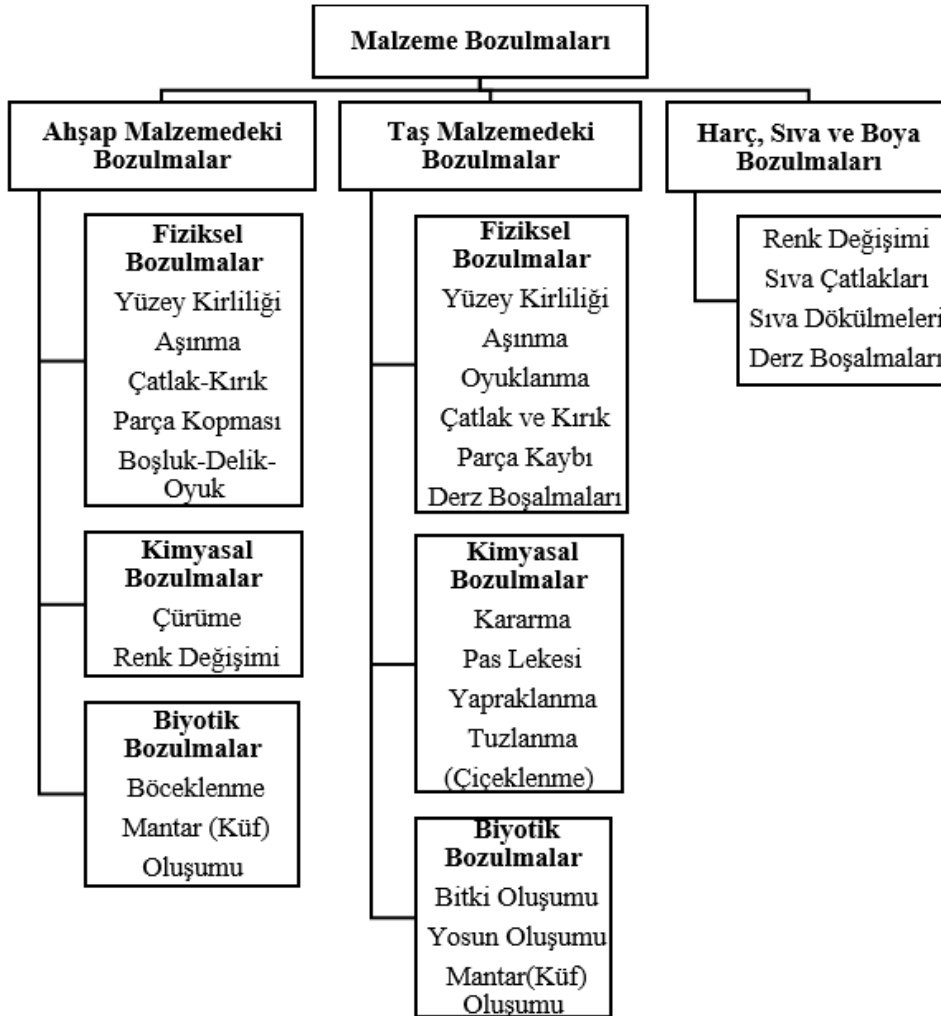 Malzeme Bozulmaları
Ahşap Malzemedeki
Bozulmalar
Fiziksel
Bozulmalar
Yüzey Kirliliği
Aşınma
Çatlak-Kırık
Parça Kopması
Boşluk-Delik-
Oyuk
Kimyasal
Bozulmalar
Çürüme
Renk Değişimi
Biyotik
Bozulmalar
Böceklenme
Mantar (Küf)
Oluşumu
Taş Malzemedeki
Bozulmalar
Fiziksel
Bozulmalar
Yüzey Kirliliği
Aşınma
Oyuklanma
Çatlak ve Kırık
Parça Kaybı
Derz Boşalmaları
Kimyasal
Bozulmalar
Kararma
Pas Lekesi
Yapraklanma
Tuzlanma
(Çiçeklenme)
Biyotik
Bozulmalar
Bitki Oluşumu
Yosun Oluşumu
Mantar(Küf)
Oluşumu
Harç, Sıva ve Boya
Bozulmaları
Renk Değişimi
Sıva Çatlakları
Sıva Dökülmeleri
Derz Boşalmaları